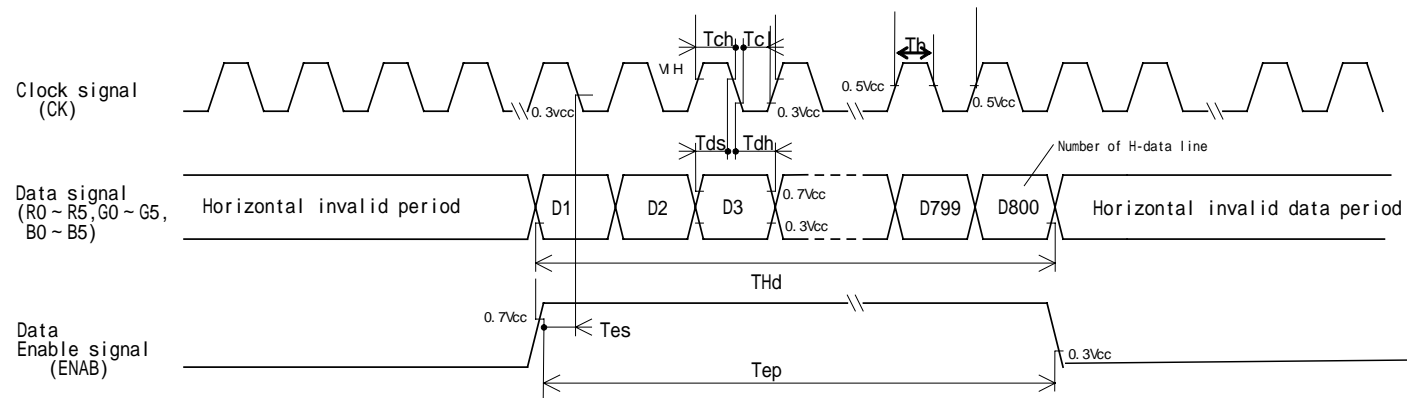 Tch Tcl Th
VIH
Clock signal
(CK)
0.3vcc
0.3Vcc
0.5Vcc
0.5Vcc
Tds Tdh
Number of H-data line
Data signal
(R0～R5,G0～G5,
B0～B5)
Horizontal invalid period
D1 D2 D3
0.7Vcc
0.3Vcc
D799 D800
Horizontal invalid data period
THd
0.7Vcc
Tes
Data
Enable signal
(ENAB)
0.3Vcc
Tep